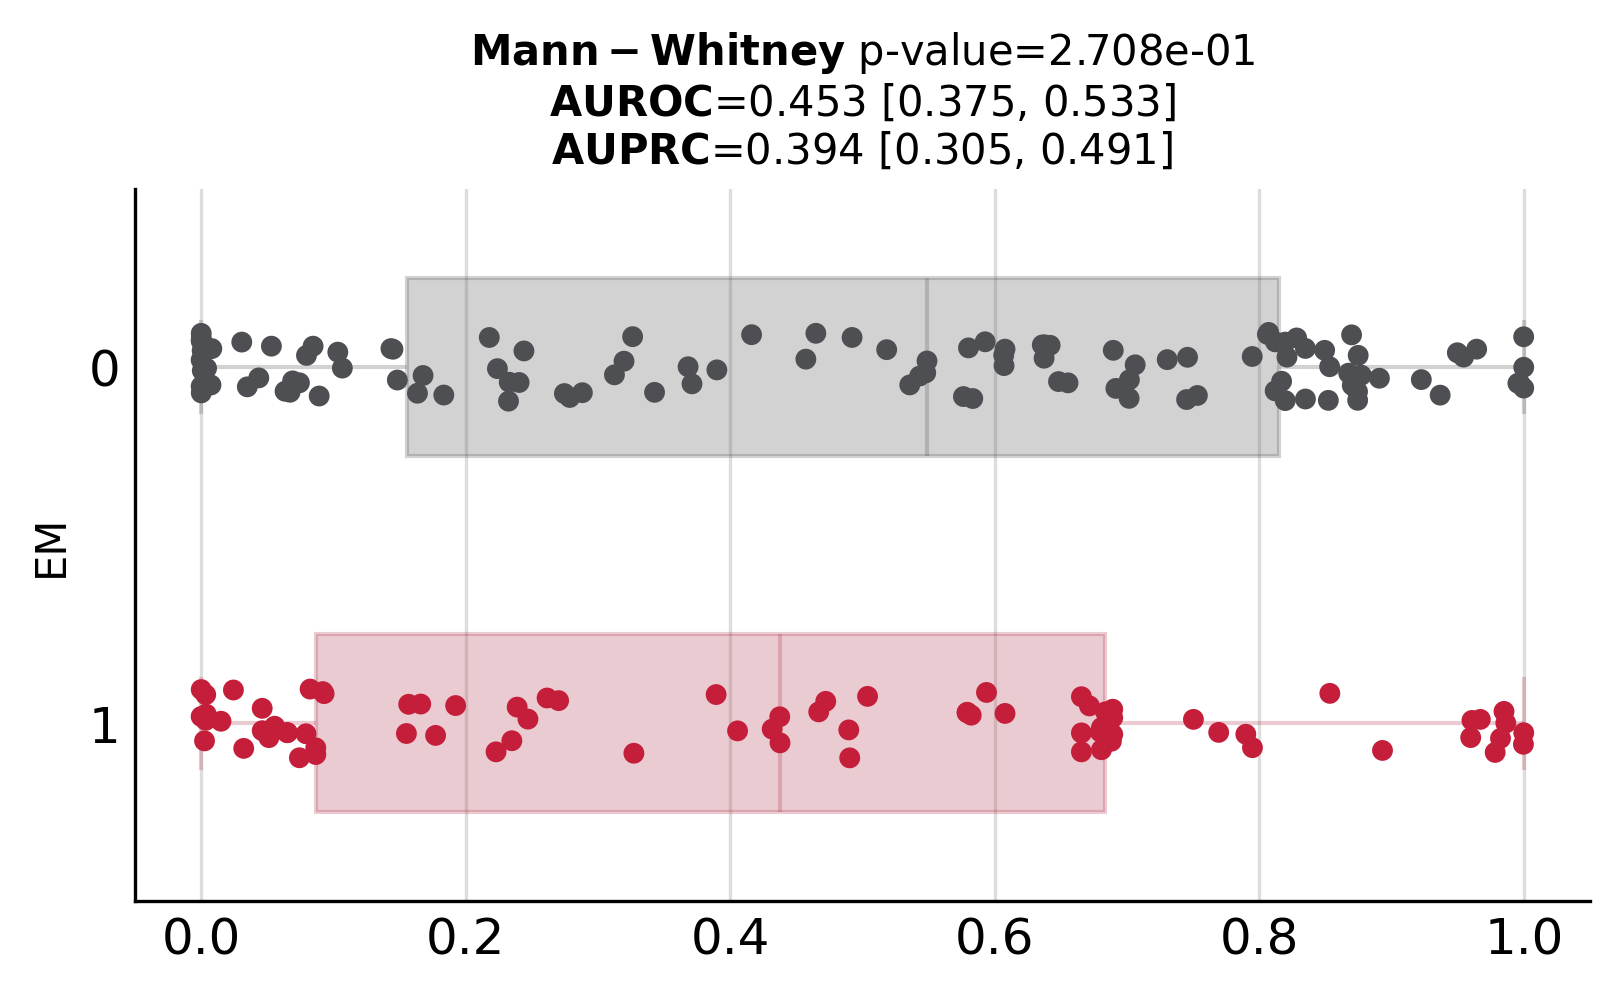 Mann − Whitney p-value=2.708e-01
AUROC=0.453 [0.375, 0.533]
AUPRC=0.394 [0.305, 0.491]
0
EM
1
0.0 0.2 0.4 0.6 0.8 1.0